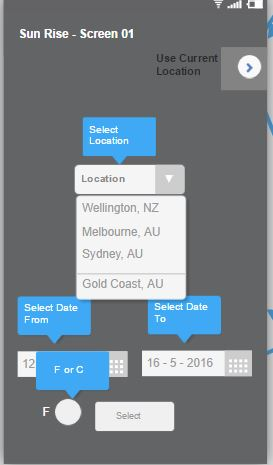 Sun Rise - Screen 01
Use Current
Location
Select
Location
Location
Wellington, NZ
Melbourne, AU
Sydney, AU
Gold Coast, AU
Select Date
From
Select Date
To
12
16 - 5 - 2016
F or C
F
Select